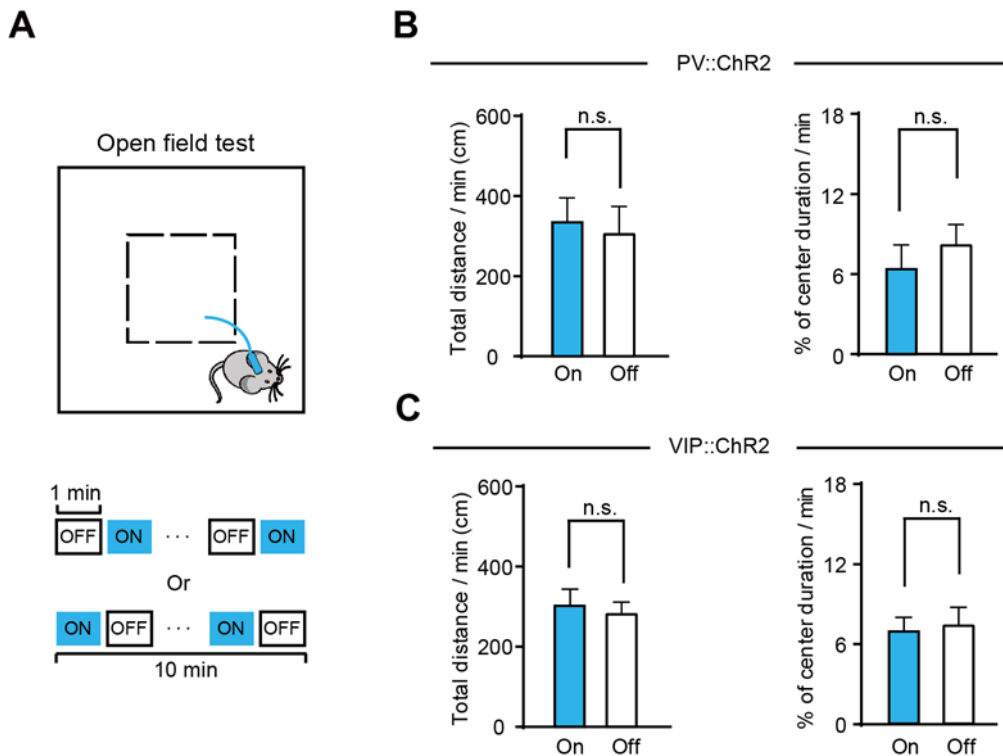 A
Open field test
1 min
OFF ON ··· OFF ON
Or
ON OFF ··· ON OFF
10 min
B
PV::ChR2
Total distance / min (cm)
600
400
200
0
n.s.
On Off
% of center duration / min
18
12
6
0
n.s.
On Off
C
VIP::ChR2
Total distance / min (cm)
600
400
200
0
n.s.
On Off
% of center duration / min
18
12
6
0
n.s.
On Off